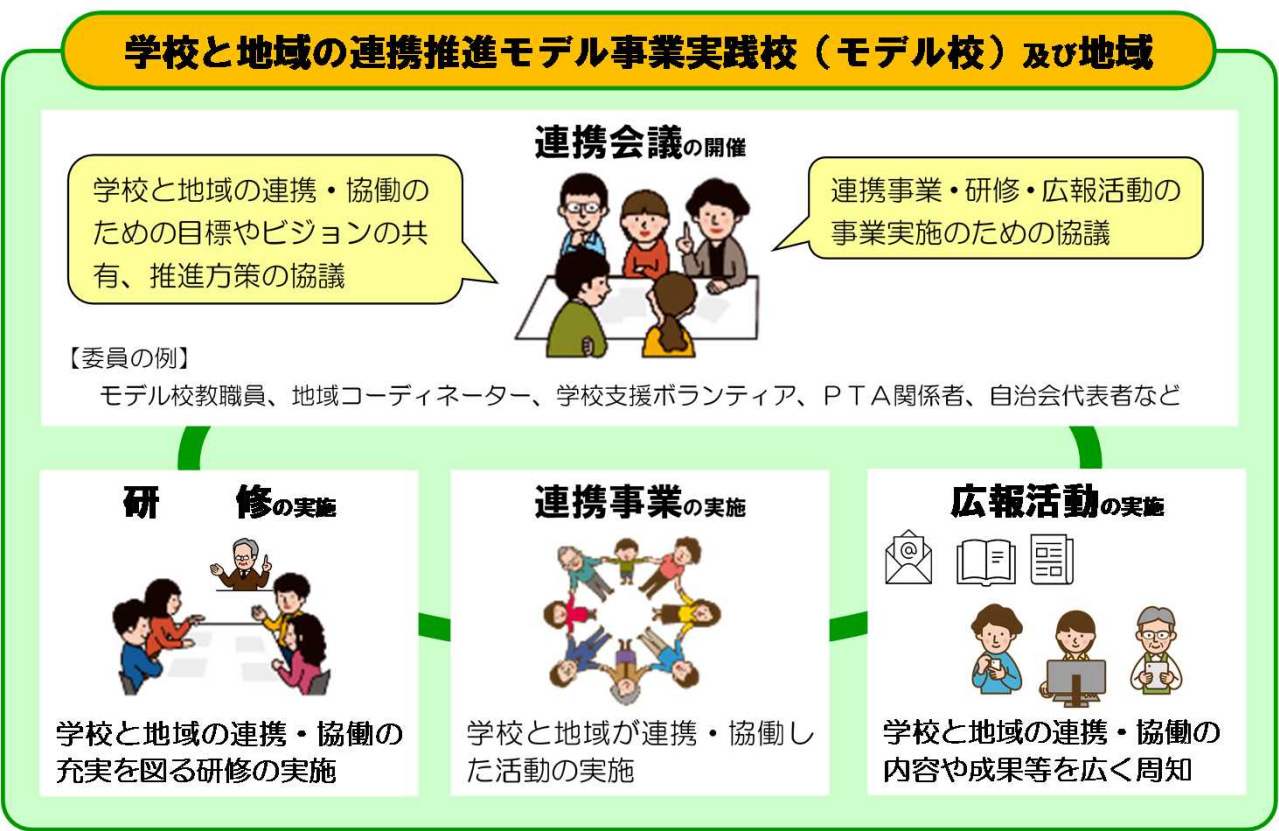 学校と地域の連携推進モデル事業実践校（モデル校）及び地域
連携会議の開催
学校と地域の連携・協働の
ための目標やビジョンの共
有、推進方策の協議
連携事業・研修・広報活動の
事業実施のための協議
【委員の例】
モデル校教職員、地域コーディネーター、学校支援ボランティア、ＰＴＡ関係者、自治会代表者など
研　　修の実施
学校と地域の連携・協働の
充実を図る研修の実施
連携事業の実施
学校と地域が連携・協働し
た活動の実施
広報活動の実施
@
学校と地域の連携・協働の
内容や成果等を広く周知